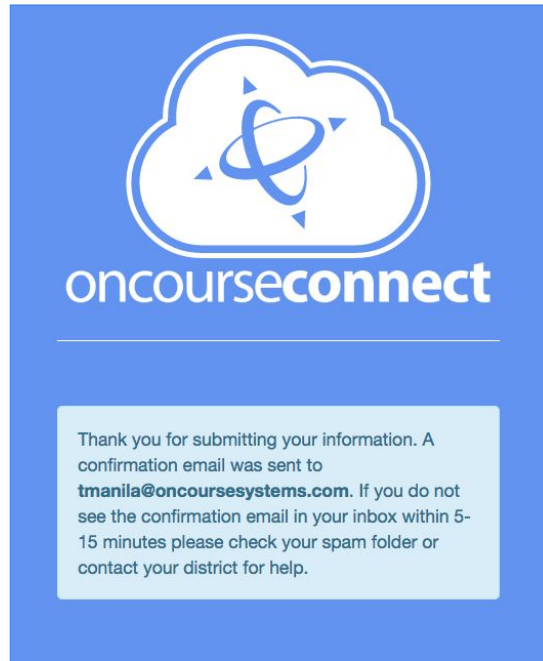 oncourseconnect
Thank you for submitting your information. A
confirmation email was sent to
tmanila@oncoursesystems.com. If you do not
see the confirmation email in your inbox within 5-
15 minutes please check your spam folder or
contact your district for help.